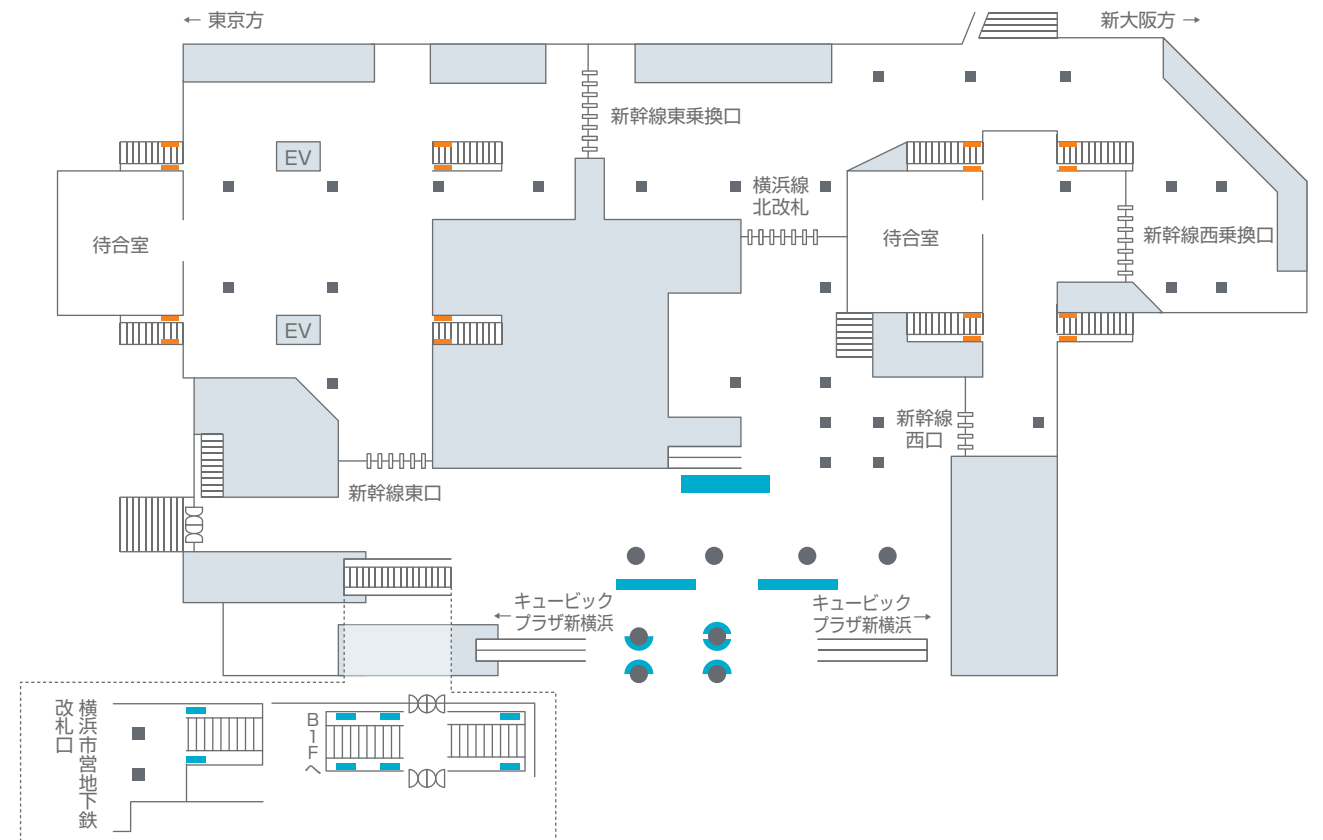 ← 東京方
新大阪方 →
新幹線東乗換口
EV
横浜線
北改札
待合室
待合室
新幹線西乗換口
EV
新幹線
西口
新幹線東口
キュービック
←プラザ新横浜
キュービック
プラザ新横浜→
横浜市営地下鉄
改札口
B1Fへ